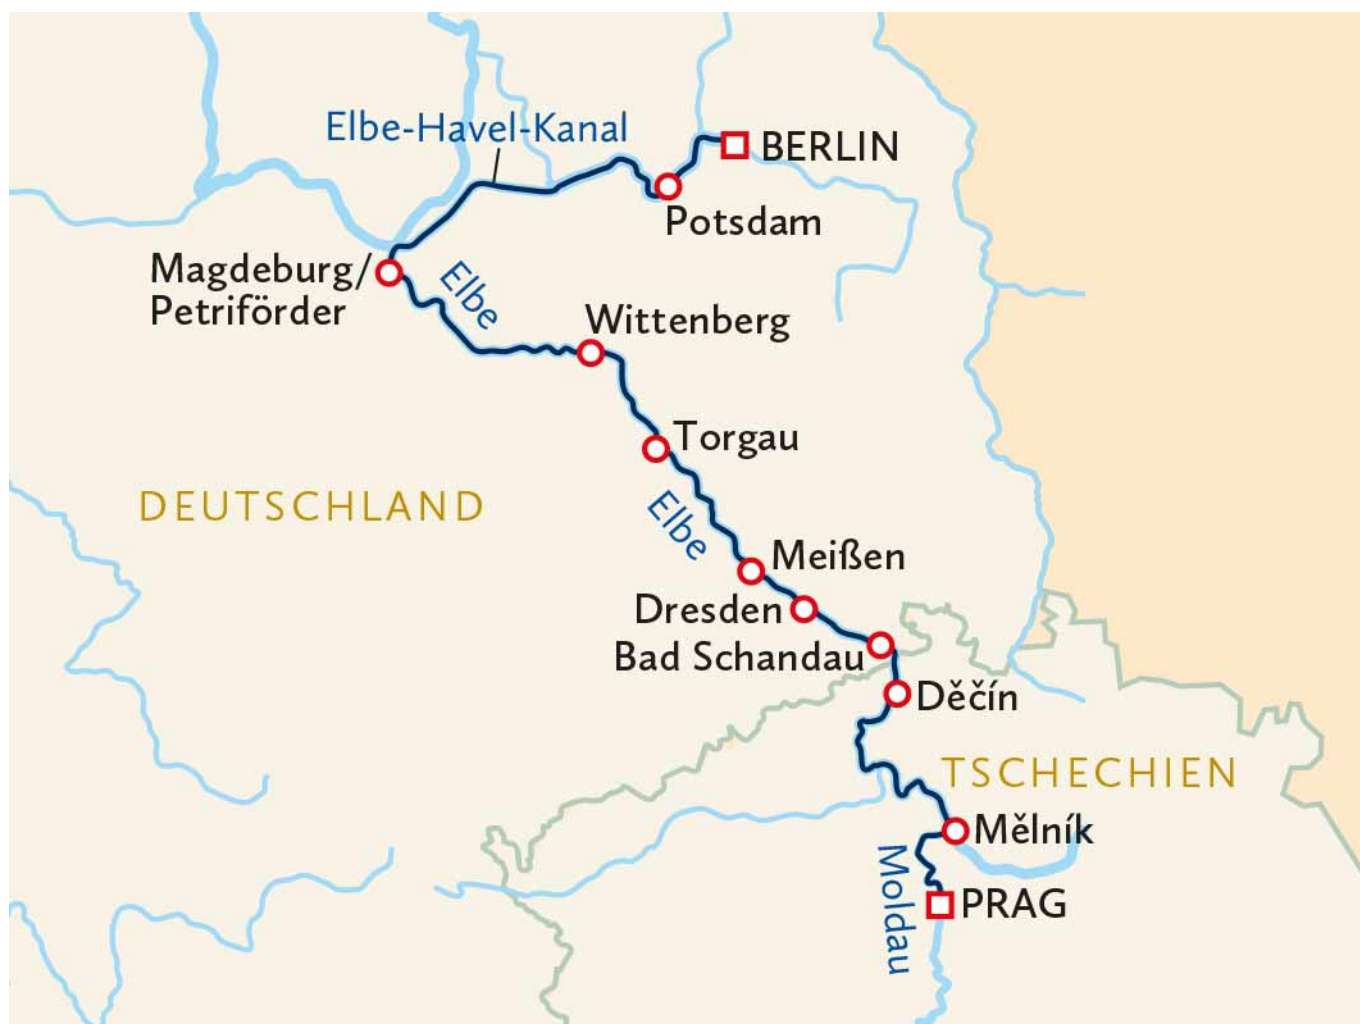 Elbe-Havel-Kanal
BERLIN
Potsdam
Magdeburg/
Petriförder
Elbe
Wittenberg
Torgau
DEUTSCHLAND
Elbe
Meißen
Dresden
Bad Schandau
Děčín
TSCHECHIEN
Mělník
Moldau
PRAG